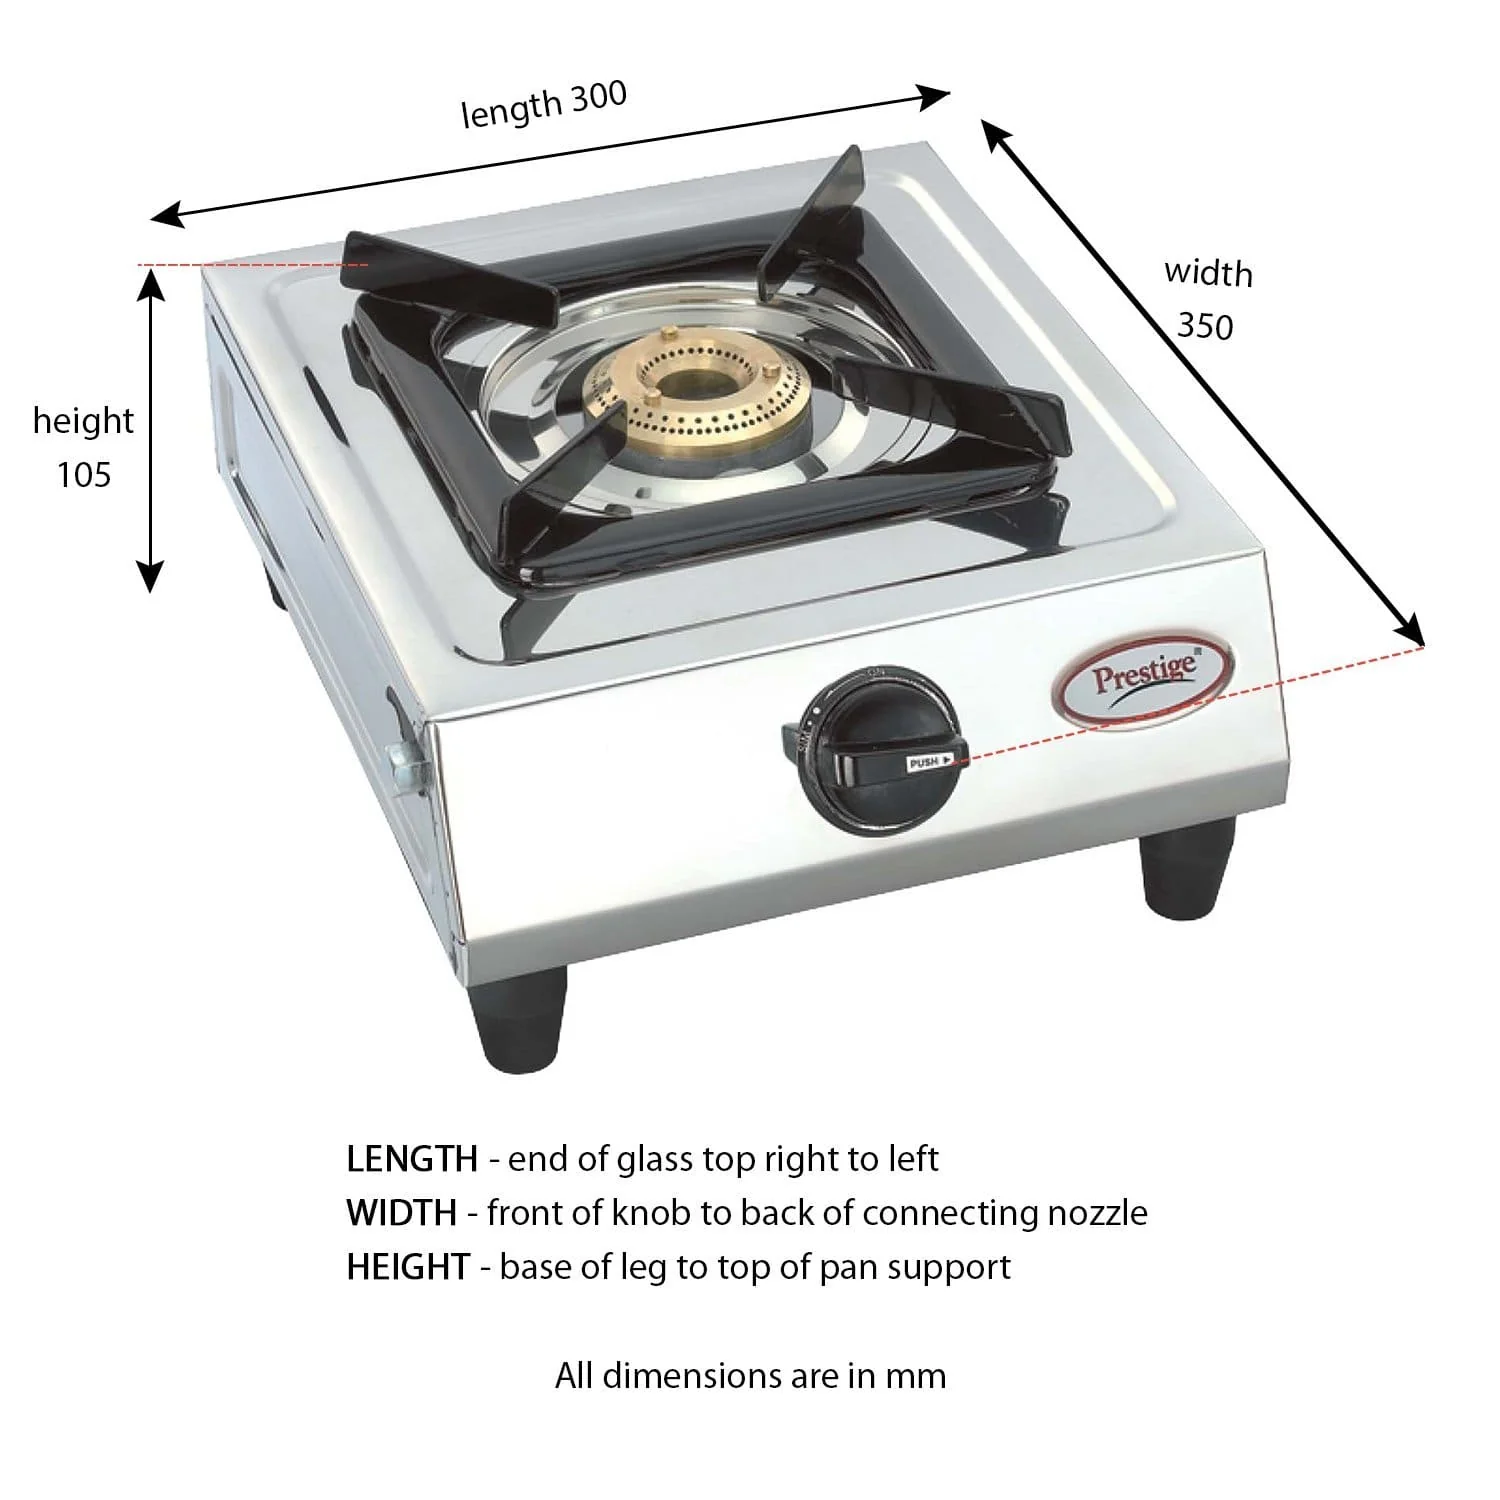 length 300
width
350
height
105
Prestige®
ON
SIM
PUSH
LENGTH - end of glass top right to left
WIDTH - front of knob to back of connecting nozzle
HEIGHT - base of leg to top of pan support
All dimensions are in mm